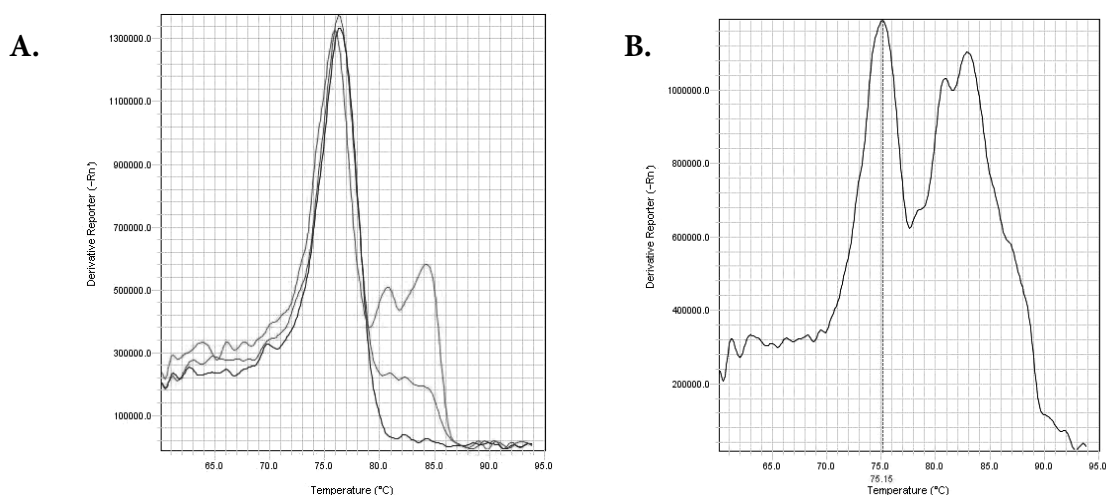 A.
1300000.0
1100000.0
900000.0
700000.0
500000.0
300000.0
100000.0
Derivative Reporter (-Rn')
65.0 70.0 75.0 80.0 85.0 90.0 95.0
Temperature (°C)
B.
1000000.0
800000.0
600000.0
400000.0
200000.0
Derivative Reporter (-Rn')
65.0 70.0 75.0 80.0 85.0 90.0 95.0
75.15
Temperature (°C)